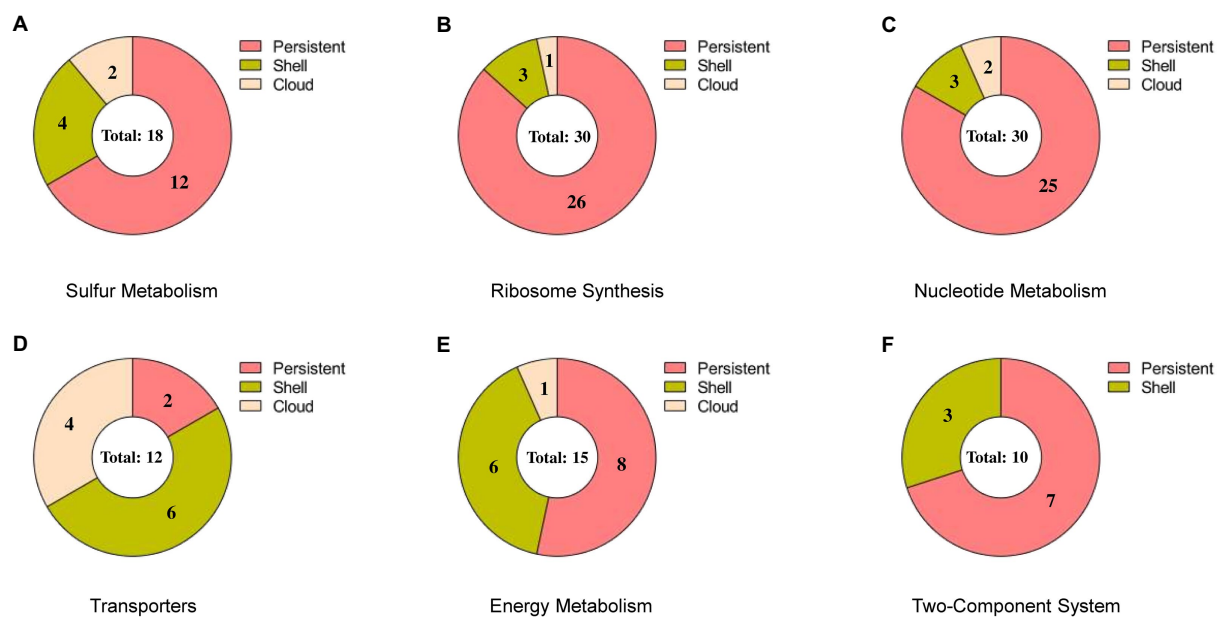 A
Persistent
Shell
Cloud
2
4
Total: 18
12
Sulfur Metabolism
B
Persistent
Shell
Cloud
1
3
Total: 30
26
Ribosome Synthesis
C
Persistent
Shell
Cloud
2
3
Total: 30
25
Nucleotide Metabolism
D
Persistent
Shell
Cloud
2
4
Total: 12
6
Transporters
E
Persistent
Shell
Cloud
1
6
Total: 15
8
Energy Metabolism
F
Persistent
Shell
3
Total: 10
7
Two-Component System